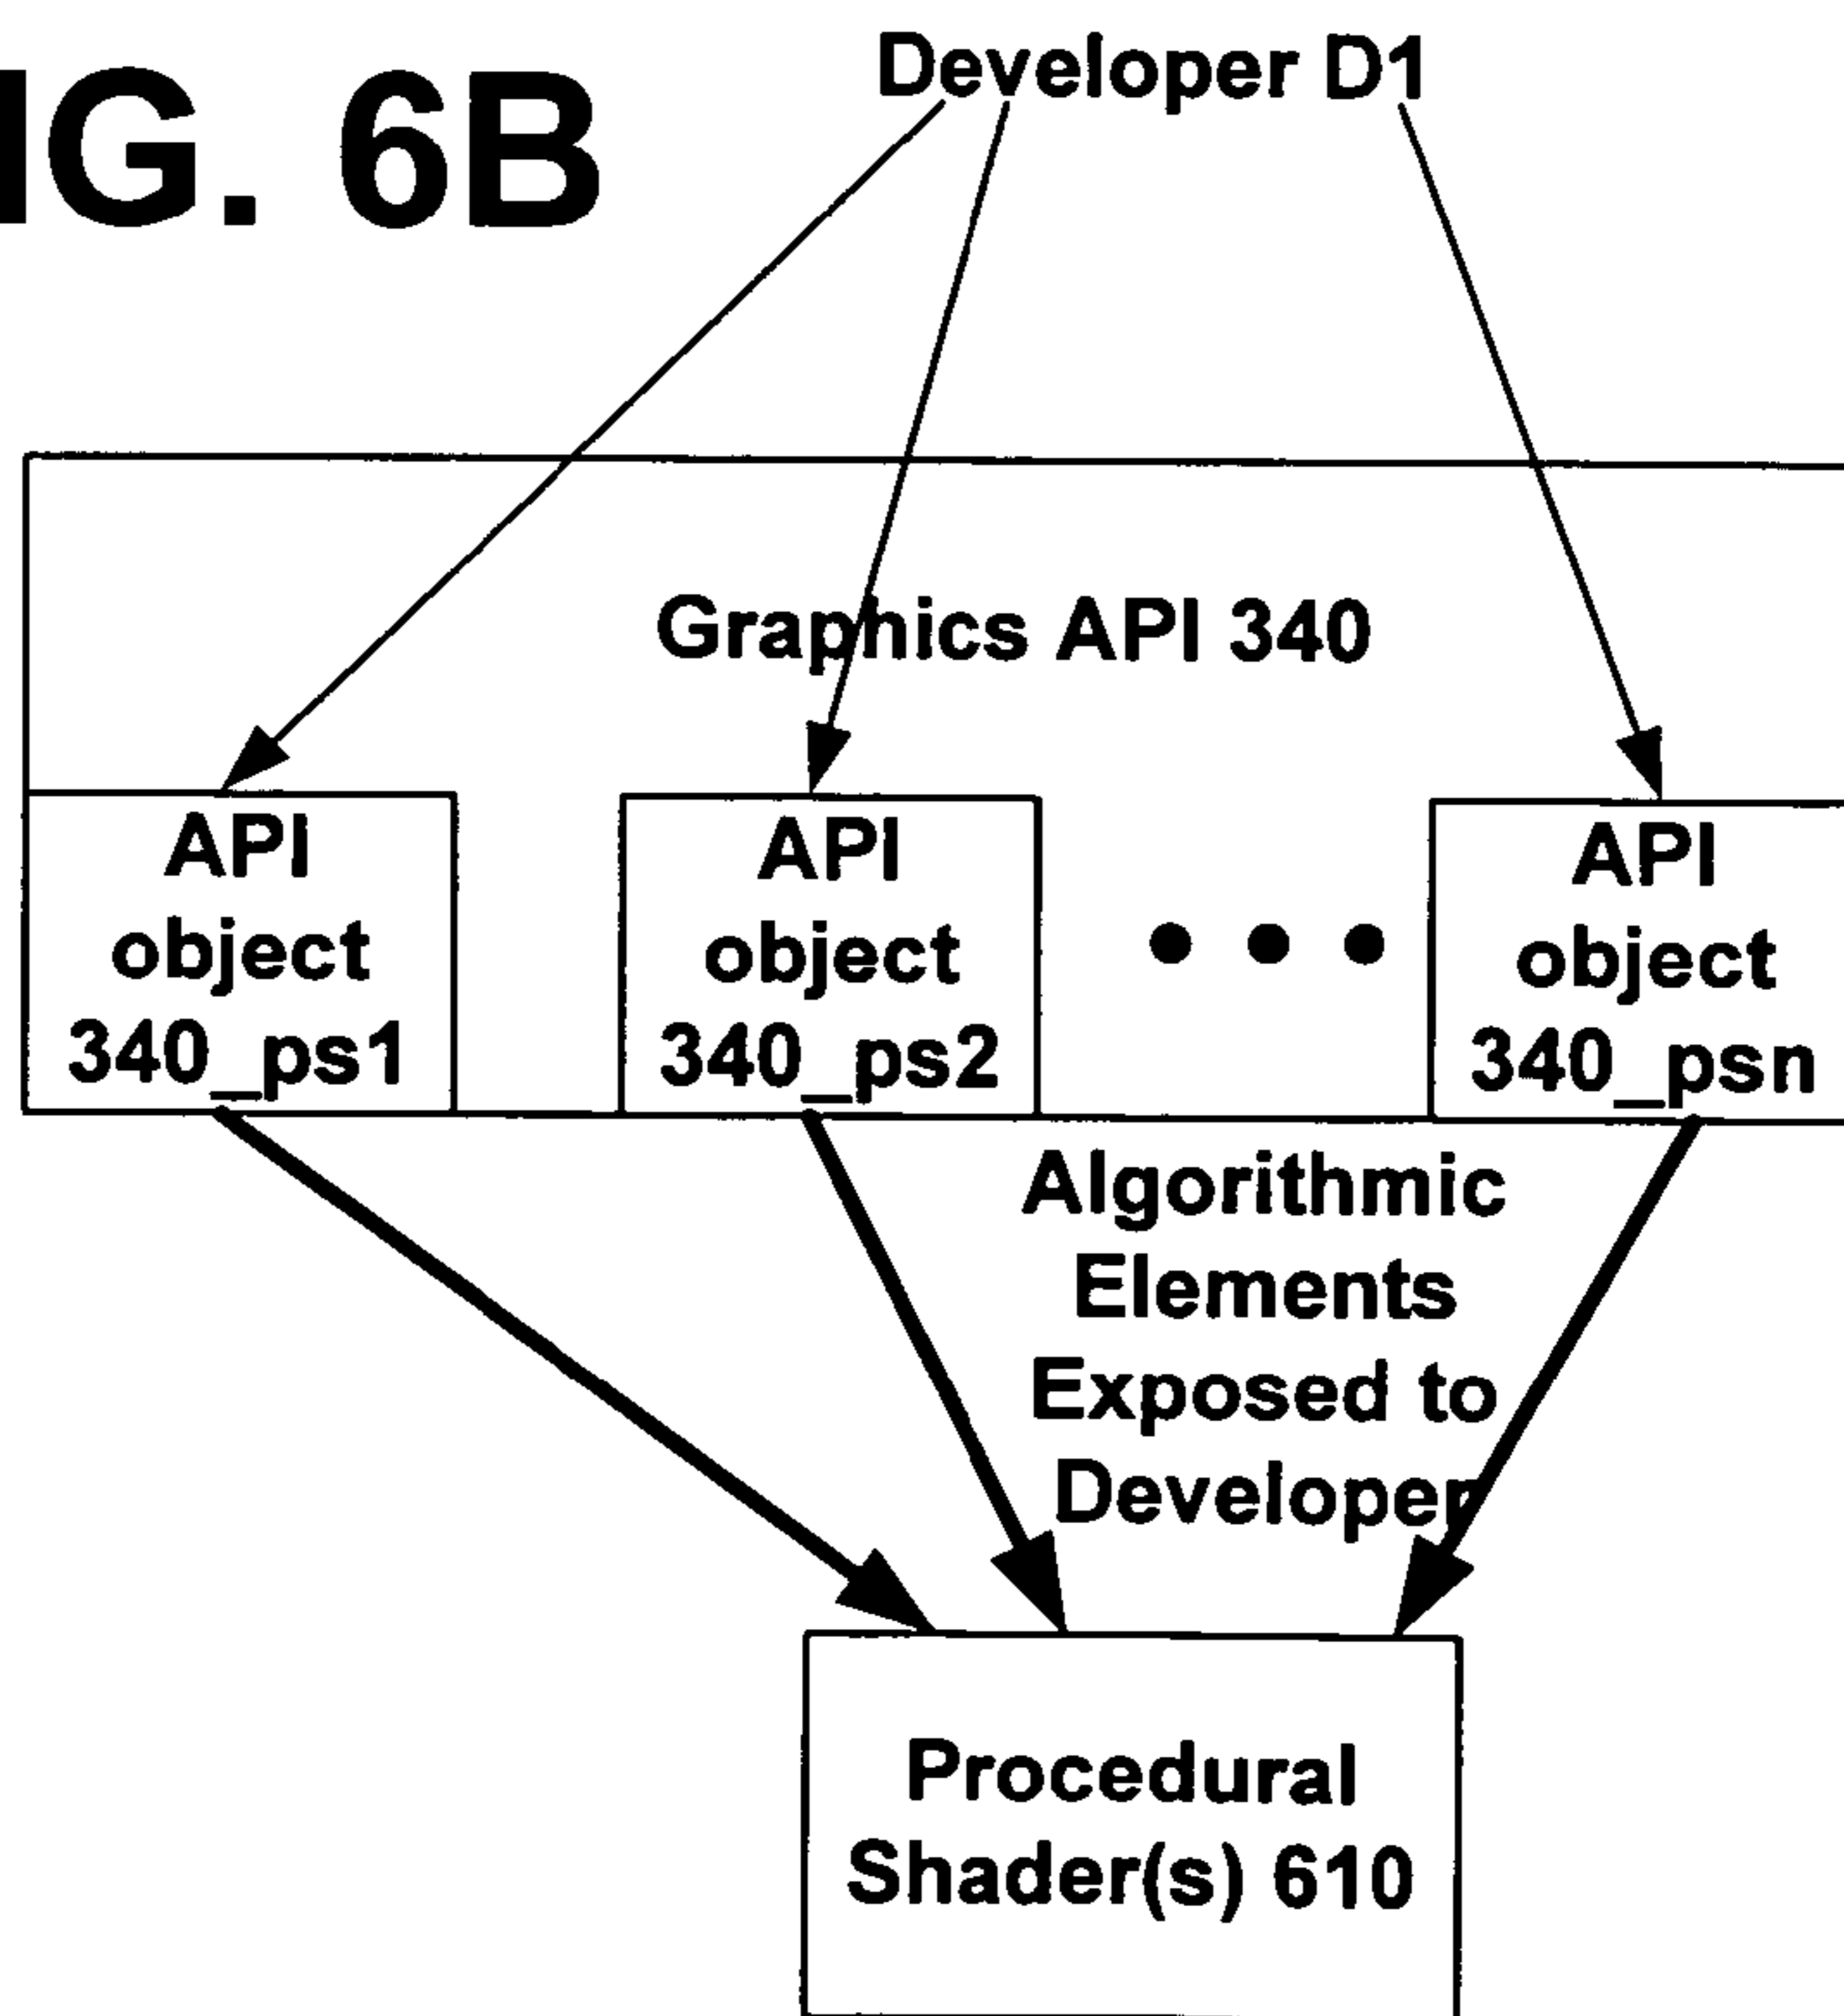 Developer D1
IG. 6B
Graphics API 340
API
object
340_ps1
API
object
340_ps2
API
object
340_psn
Algorithmic
Elements
Exposed to
Developer
Procedural
Shader(s) 610